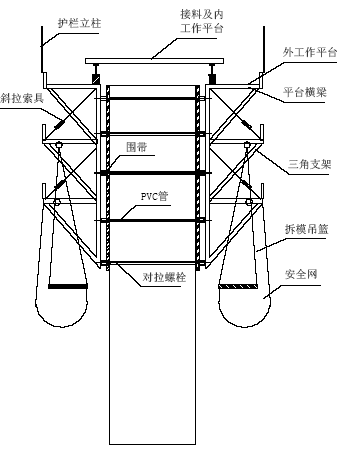 护栏立柱
接料及内
工作平台
外工作平台
平台横梁
斜拉索具
围带
三角支架
PVC管
拆模吊篮
安全网
对拉螺栓